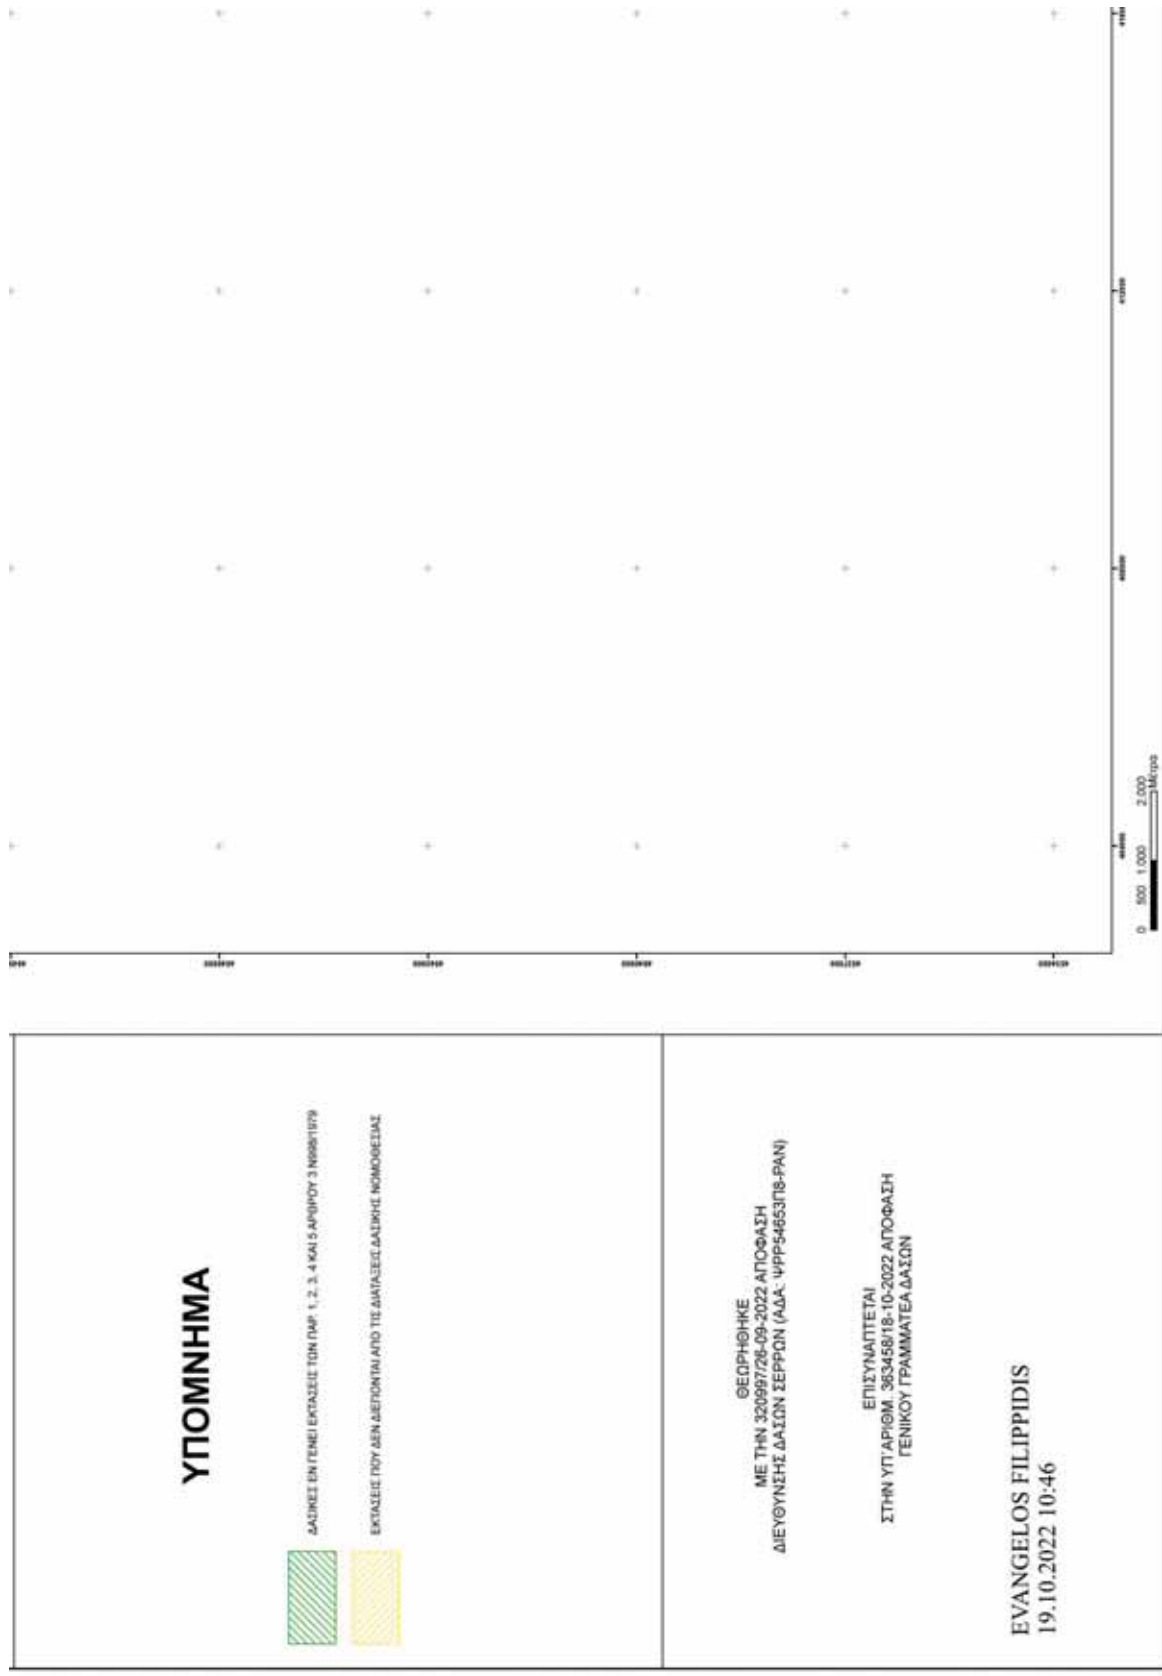 ΥΠΟΜΝΗΜΑ
ΔΑΣΙΚΕΣ ΕΝ ΓΕΝΕΙ ΕΚΤΑΣΕΙΣ ΤΩΝ ΠΑΡ. 1, 2, 3, 4 ΚΑΙ 5 ΑΡΘΡΟΥ 3 Ν998/1979
ΕΚΤΑΣΕΙΣ ΠΟΥ ΔΕΝ ΔΙΕΠΟΝΤΑΙ ΑΠΟ ΤΙΣ ΔΙΑΤΑΞΕΙΣ ΔΑΣΙΚΗΣ ΝΟΜΟΘΕΣΙΑΣ
ΘΕΩΡΗΘΗΚΕ
ΜΕ ΤΗΝ 320997/26-09-2022 ΑΠΟΦΑΣΗ
ΔΙΕΥΘΥΝΣΗΣ ΔΑΣΩΝ ΣΕΡΡΩΝ (ΑΔΑ: ΨΡΡ54653Π8-ΡΑΝ)
ΕΠΙΣΥΝΑΠΤΕΤΑΙ
ΣΤΗΝ ΥΠ'ΑΡΙΘΜ. 363458/18-10-2022 ΑΠΟΦΑΣΗ
ΓΕΝΙΚΟΥ ΓΡΑΜΜΑΤΕΑ ΔΑΣΩΝ
EVANGELOS FILIPPIDIS
19.10.2022 10:46
0 500 1.000 2.000
Μέτρα